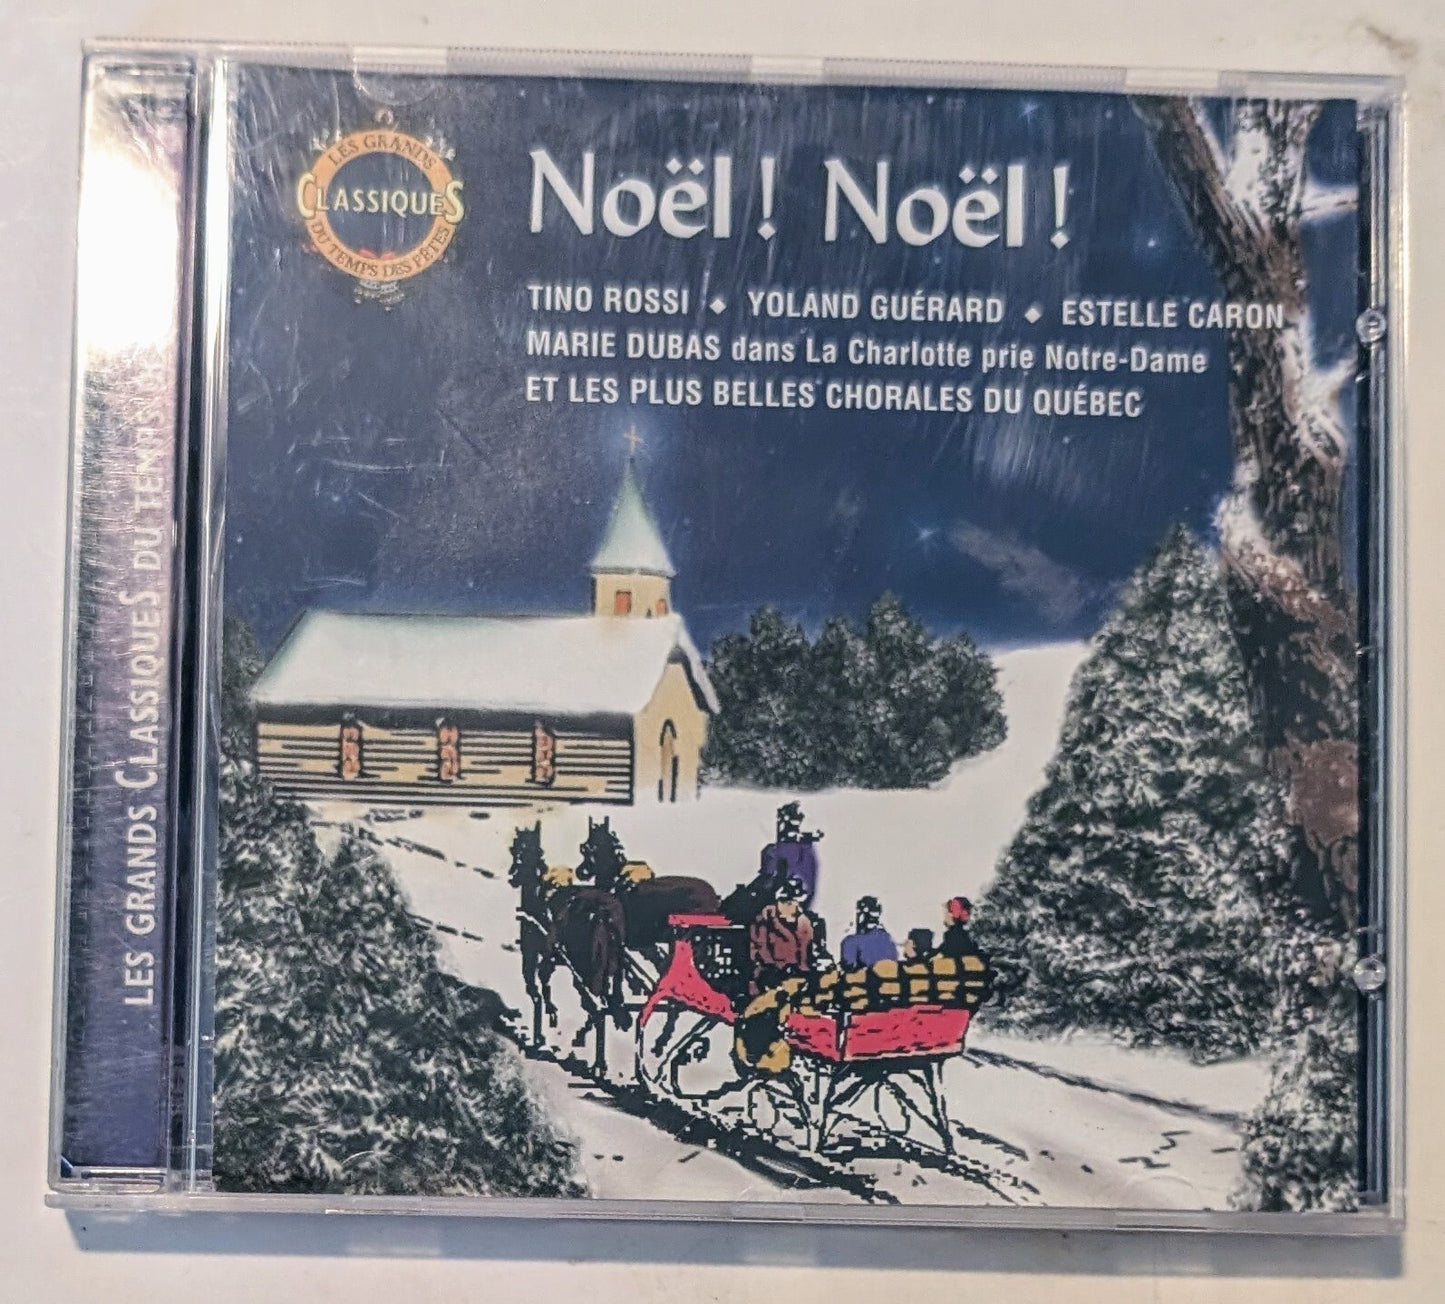 LES GRANDS
CLASSIQUES
DU TEMPS DES FÊTES
Noël ! Noël !
TINO ROSSI ◆ YOLAND GUÉRARD ◆ ESTELLE CARON
MARIE DUBAS dans La Charlotte prie Notre-Dame
ET LES PLUS BELLES CHORALES DU QUÉBEC
LES GRANDS CLASSIQUES DU TEMPS